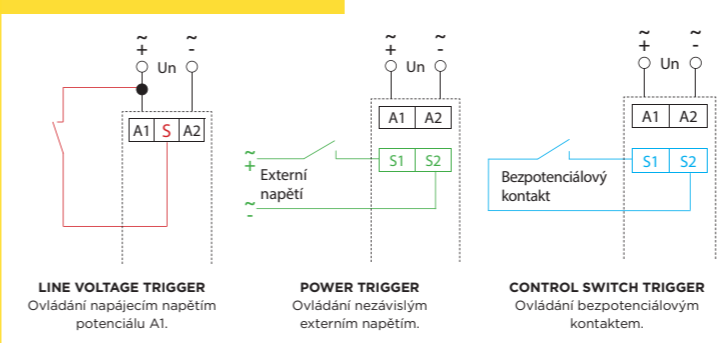 ~ ~
+ -
Un
A1 S A2
LINE VOLTAGE TRIGGER
Ovládání napájecím napětím
potenciálu A1.
~ ~
+ -
Un
A1 A2
~
+
S1 S2
Externí
napětí
~
-
POWER TRIGGER
Ovládání nezávislým
externím napětím.
~ ~
+ -
Un
A1 A2
S1 S2
Bezpotenciálový
kontakt
CONTROL SWITCH TRIGGER
Ovládání bezpotenciálovým
kontaktem.